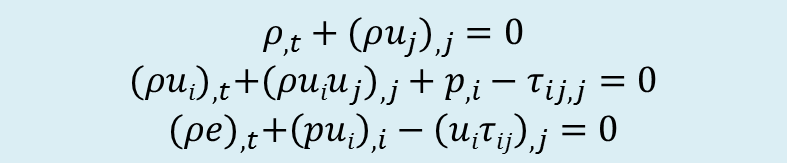 ρ,t + (ρuj),j = 0
(ρui),t+(ρuiuj),j + p,i − τij,j = 0
(ρe),t+(pui),i − (uiτij),j = 0